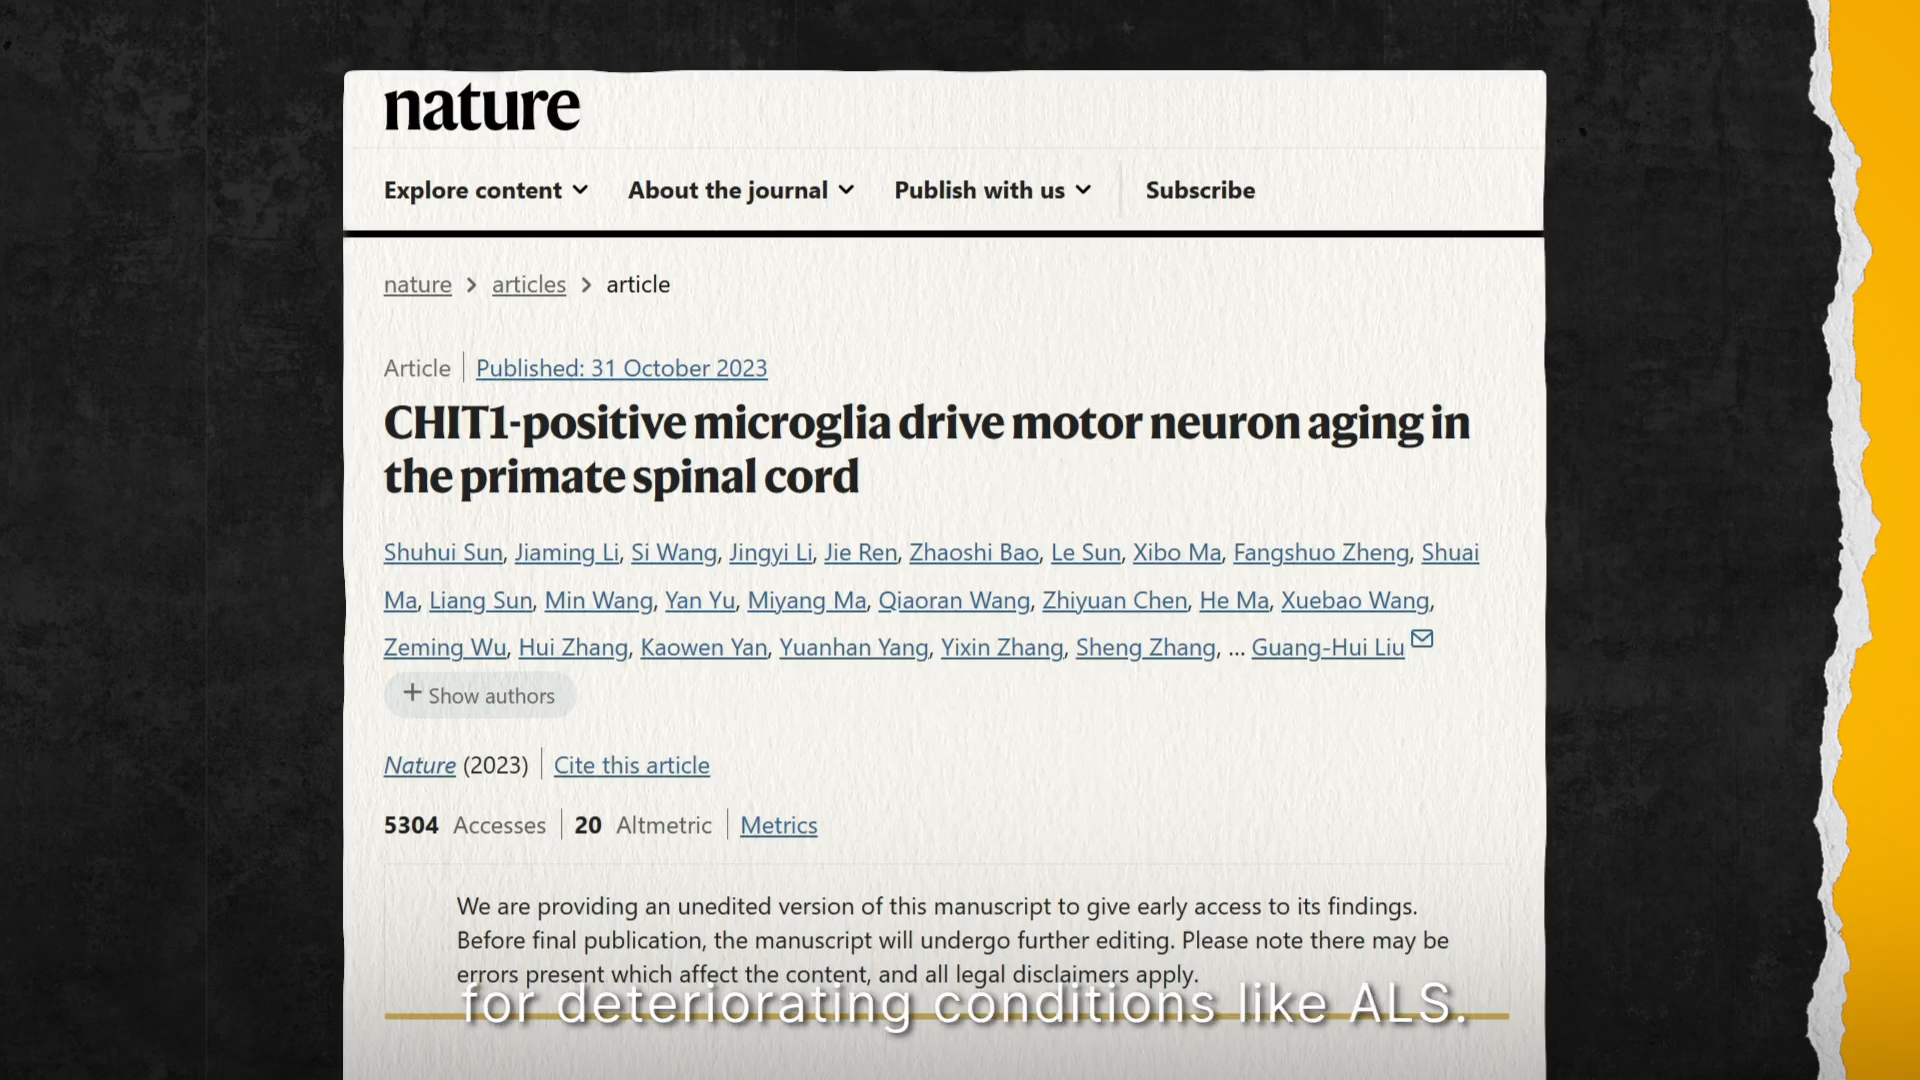 nature
Explore content About the journal Publish with us Subscribe
nature > articles > article
Article Published: 31 October 2023
CHIT1-positive microglia drive motor neuron aging in
the primate spinal cord
Shuhui Sun, Jiaming Li, Si Wang, Jingyi Li, Jie Ren, Zhaoshi Bao, Le Sun, Xibo Ma, Fangshuo Zheng, Shuai
Ma, Liang Sun, Min Wang, Yan Yu, Miyang Ma, Qiaoran Wang, Zhiyuan Chen, He Ma, Xuebao Wang,
Zeming Wu, Hui Zhang, Kaowen Yan, Yuanhan Yang, Yixin Zhang, Sheng Zhang, ... Guang-Hui Liu
+ Show authors
Nature (2023) Cite this article
5304 Accesses 20 Altmetric Metrics
We are providing an unedited version of this manuscript to give early access to its findings.
Before final publication, the manuscript will undergo further editing. Please note there may be
errors present which affect the content, and all legal disclaimers apply.
for deteriorating conditions like ALS.